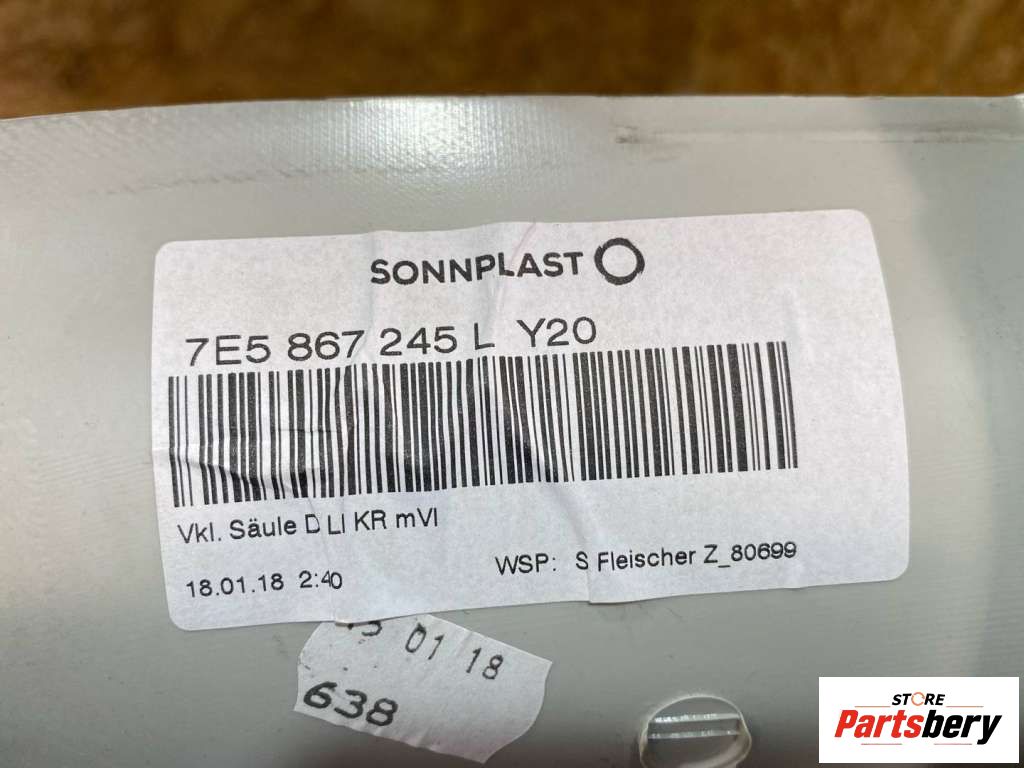 SONNPLAST
7E5 867 245 L Y20
Vkl. Säule D LI KR mVI
WSP: S Fleischer Z_80699
18.01.18 2:40
01 18
638
STORE
Partsbery